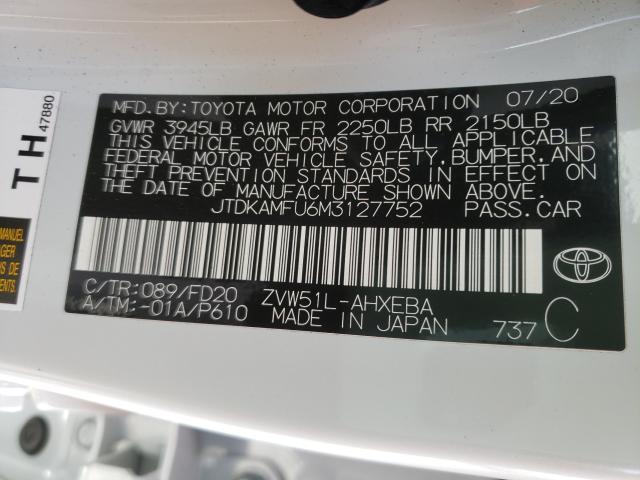 MFD.BY:TOYOTA MOTOR CORPORATION 07/20
GVWR 3945LB GAWR FR 2250LB RR 2150LB
THIS VEHICLE CONFORMS TO ALL APPLICABLE
FEDERAL MOTOR VEHICLE SAFETY,BUMPER,AND
THEFT PREVENTION STANDARDS IN EFFECT ON
THE DATE OF MANUFACTURE SHOWN ABOVE.
JTDKAMFU6M3127752 PASS.CAR
C/TR:089/FD20 ZVW51L-AHXEBA
A/TM:-01A/P610 MADE IN JAPAN 737 C
TH
47880
MANUEL